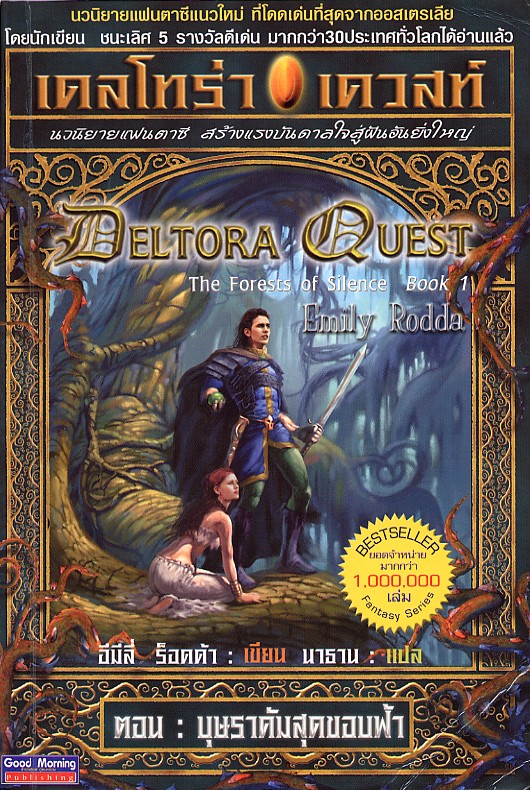 นวนิยายแฟนตาซีแนวใหม่ ที่โดดเด่นที่สุดจากออสเตรเลีย
โดยนักเขียน ชนะเลิศ 5 รางวัลดีเด่น มากกว่า30ประเทศทั่วโลกได้อ่านแล้ว
เดลโทร่า เควสท์
นวนิยายแฟนตาซี สร้างแรงบันดาลใจสู่ฝันอันยิ่งใหญ่
DELTORA QUEST
The Forests of Silence Book 1
Emily Rodda
BESTSELLER
ยอดจำหน่าย
มากกว่า
1,000,000
เล่ม
Fantasy Series
อีมีลี่ ร็อดด้า : เขียน นาธาน : แปล
ตอน : บุษราคัมสุดขอบฟ้า
Good Morning
Publishing